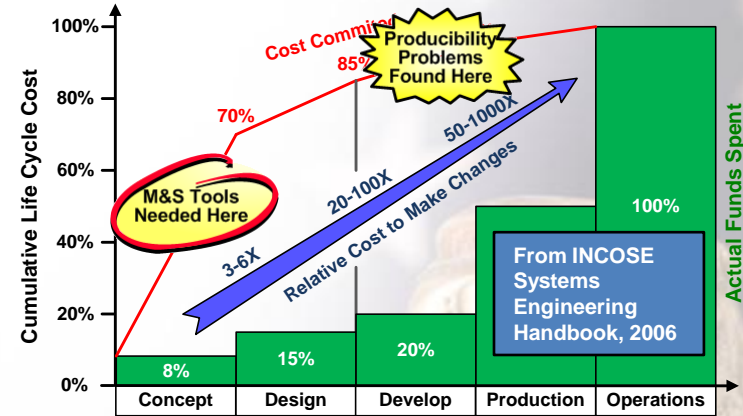 100%
80%
60%
40%
20%
0%
Cumulative Life Cycle Cost
Cost Committed
Producibility
Problems
Found Here
85%
70%
M&S Tools
Needed Here
3-6X
20-100X
50-1000X
Relative Cost to Make Changes
8%
15%
20%
100%
From INCOSE
Systems
Engineering
Handbook, 2006
Actual Funds Spent
Concept
Design
Develop
Production
Operations